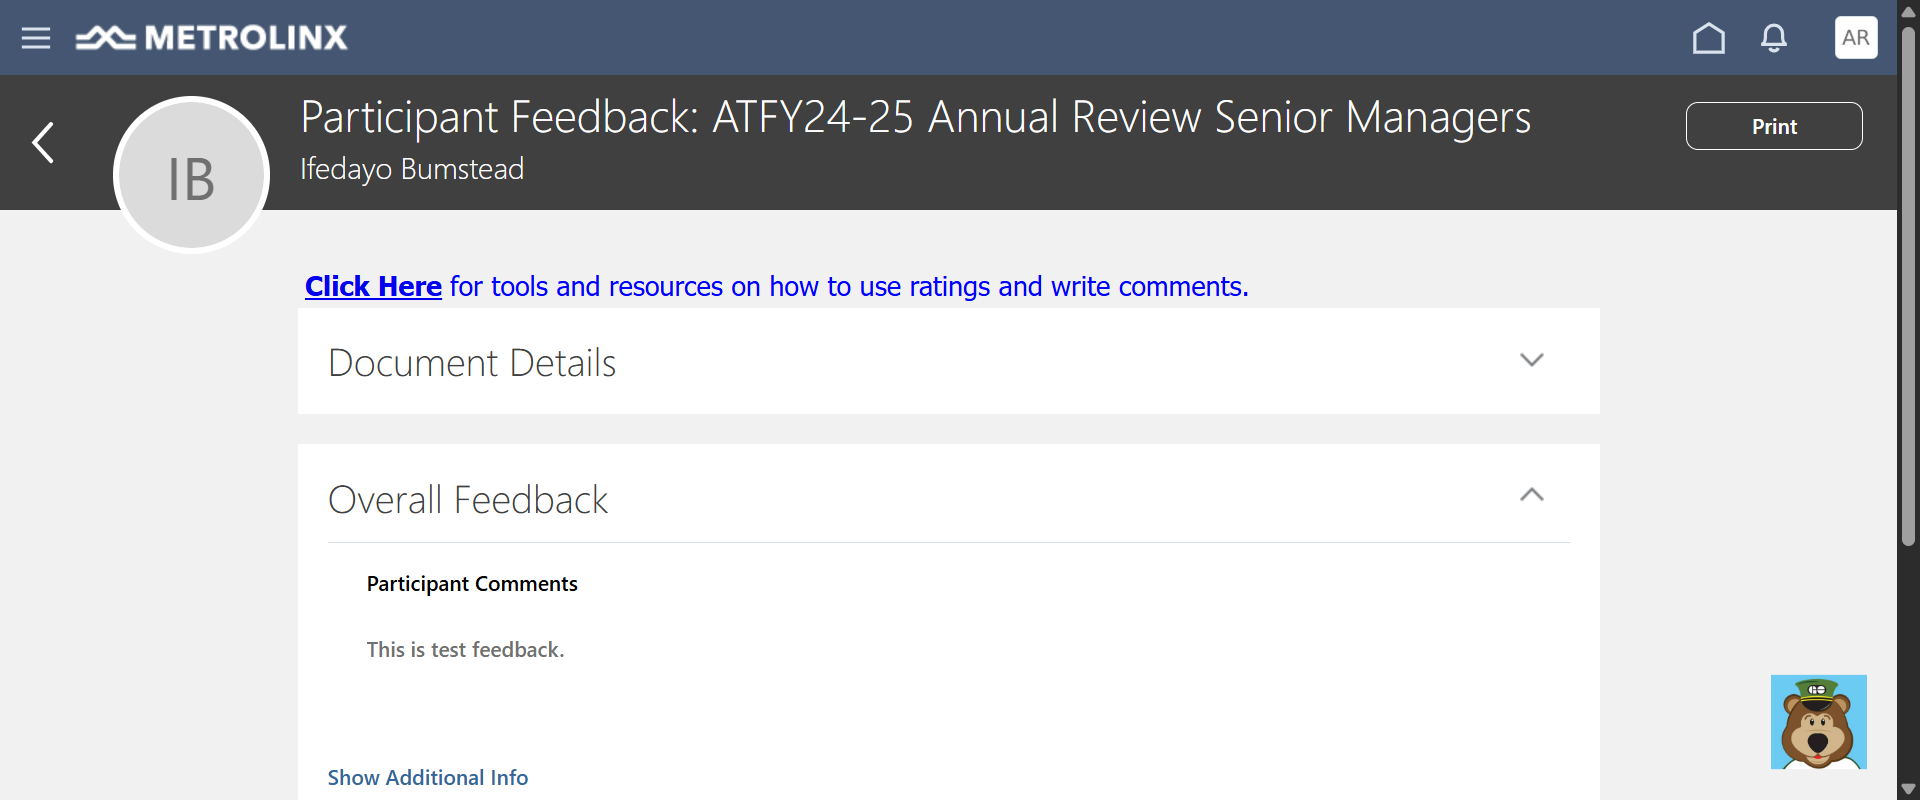 METROLINX
AR
Participant Feedback: ATFY24-25 Annual Review Senior Managers
Print
IB
Ifedayo Bumstead
Click Here for tools and resources on how to use ratings and write comments.
Document Details
Overall Feedback
Participant Comments
This is test feedback.
GO
Show Additional Info